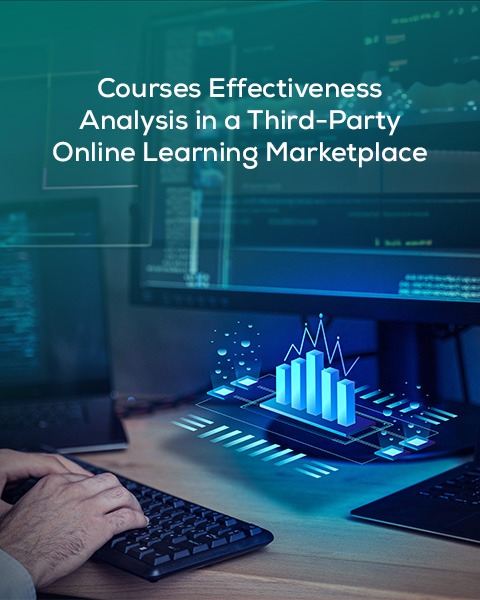 Courses Effectiveness
Analysis in a Third-Party
Online Learning Marketplace